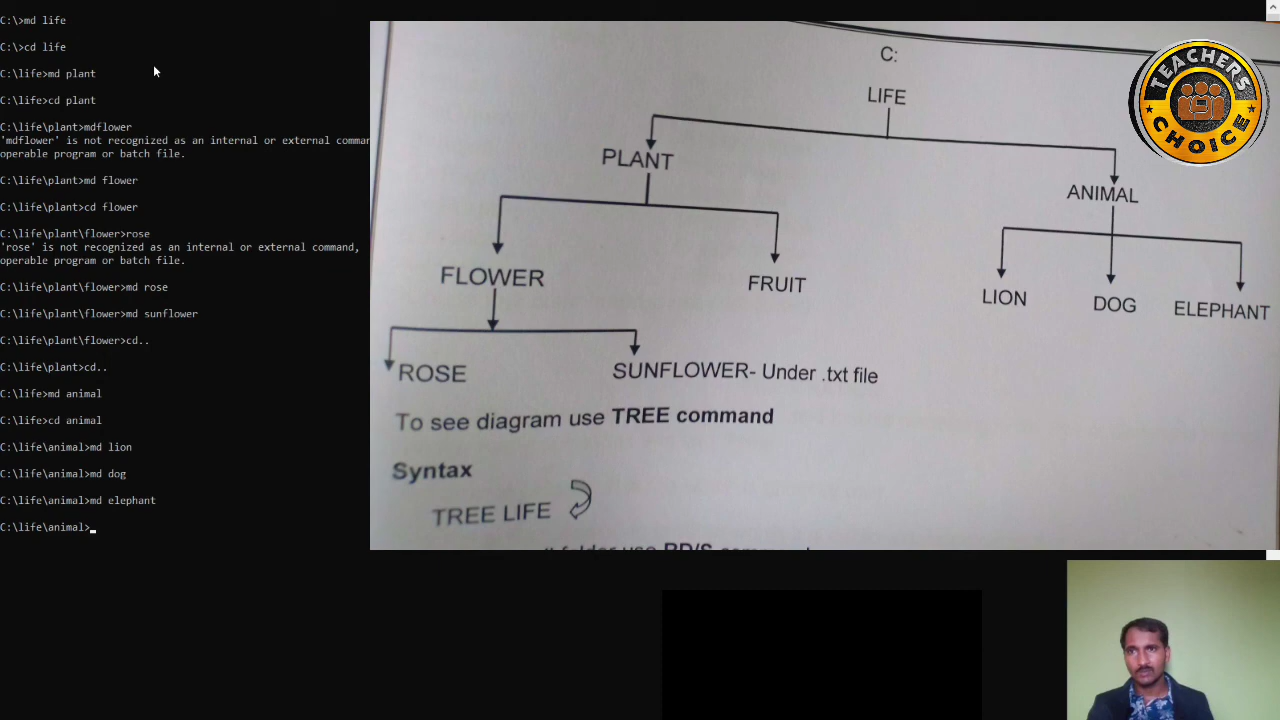 C:\>md life
C:\>cd life
C:\life>md plant
C:\life>cd plant
C:\life\plant>mdflower
'mdflower' is not recognized as an internal or external comman
operable program or batch file.
C:\life\plant>md flower
C:\life\plant>cd flower
C:\life\plant\flower>rose
'rose' is not recognized as an internal or external command,
operable program or batch file.
C:\life\plant\flower>md rose
C:\life\plant\flower>md sunflower
C:\life\plant\flower>cd..
C:\life\plant>cd..
C:\life>md animal
C:\life>cd animal
C:\life\animal>md lion
C:\life\animal>md dog
C:\life\animal>md elephant
C:\life\animal>
C:
LIFE
PLANT
ANIMAL
FLOWER
FRUIT
LION
DOG
ELEPHANT
ROSE
SUNFLOWER- Under .txt file
To see diagram use TREE command
Syntax
TREE LIFE
folder use RD/S
TEACHERS
CHOICE